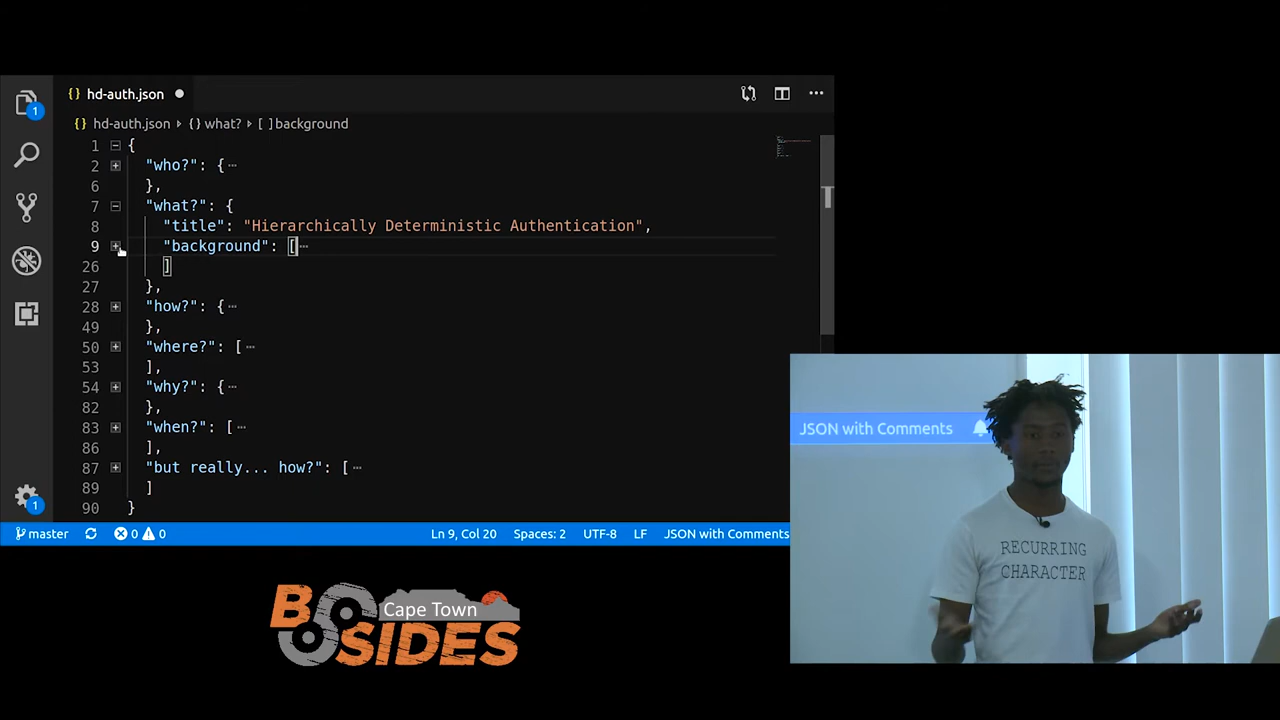 hd-auth.json
hd-auth.json what? [ ] background
1 {
2 "who?": {
6 },
7 "what?": {
8 "title": "Hierarchically Deterministic Authentication",
9 "background": [
26 ]
27 },
28 "how?": {
49 },
50 "where?": [
53 ],
54 "why?": {
82 },
83 "when?": [
86 ],
87 "but really... how?": [
89 ]
90 }
1
1
master 0 0 Ln 9, Col 20 Spaces: 2 UTF-8 LF JSON with Comments
JSON with Comments
RECURRING
CHARACTER
BSIDES
Cape Town